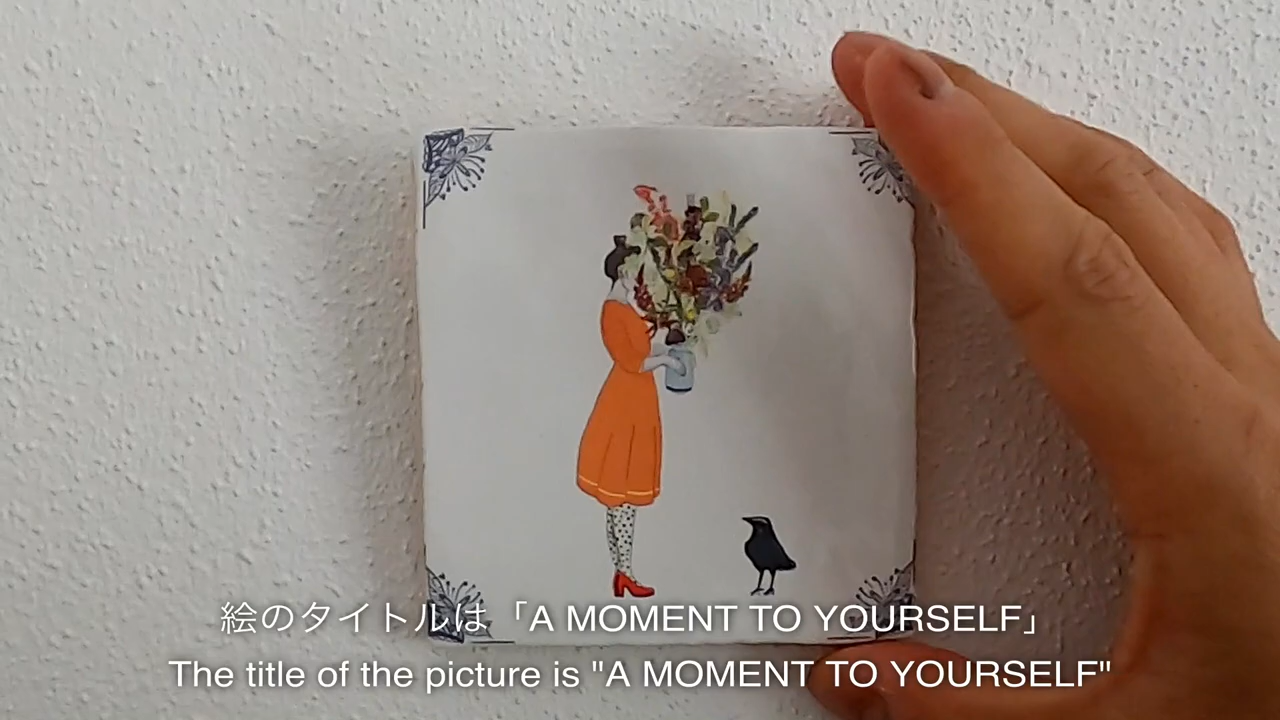 絵のタイトルは「A MOMENT TO YOURSELF」
The title of the picture is "A MOMENT TO YOURSELF"